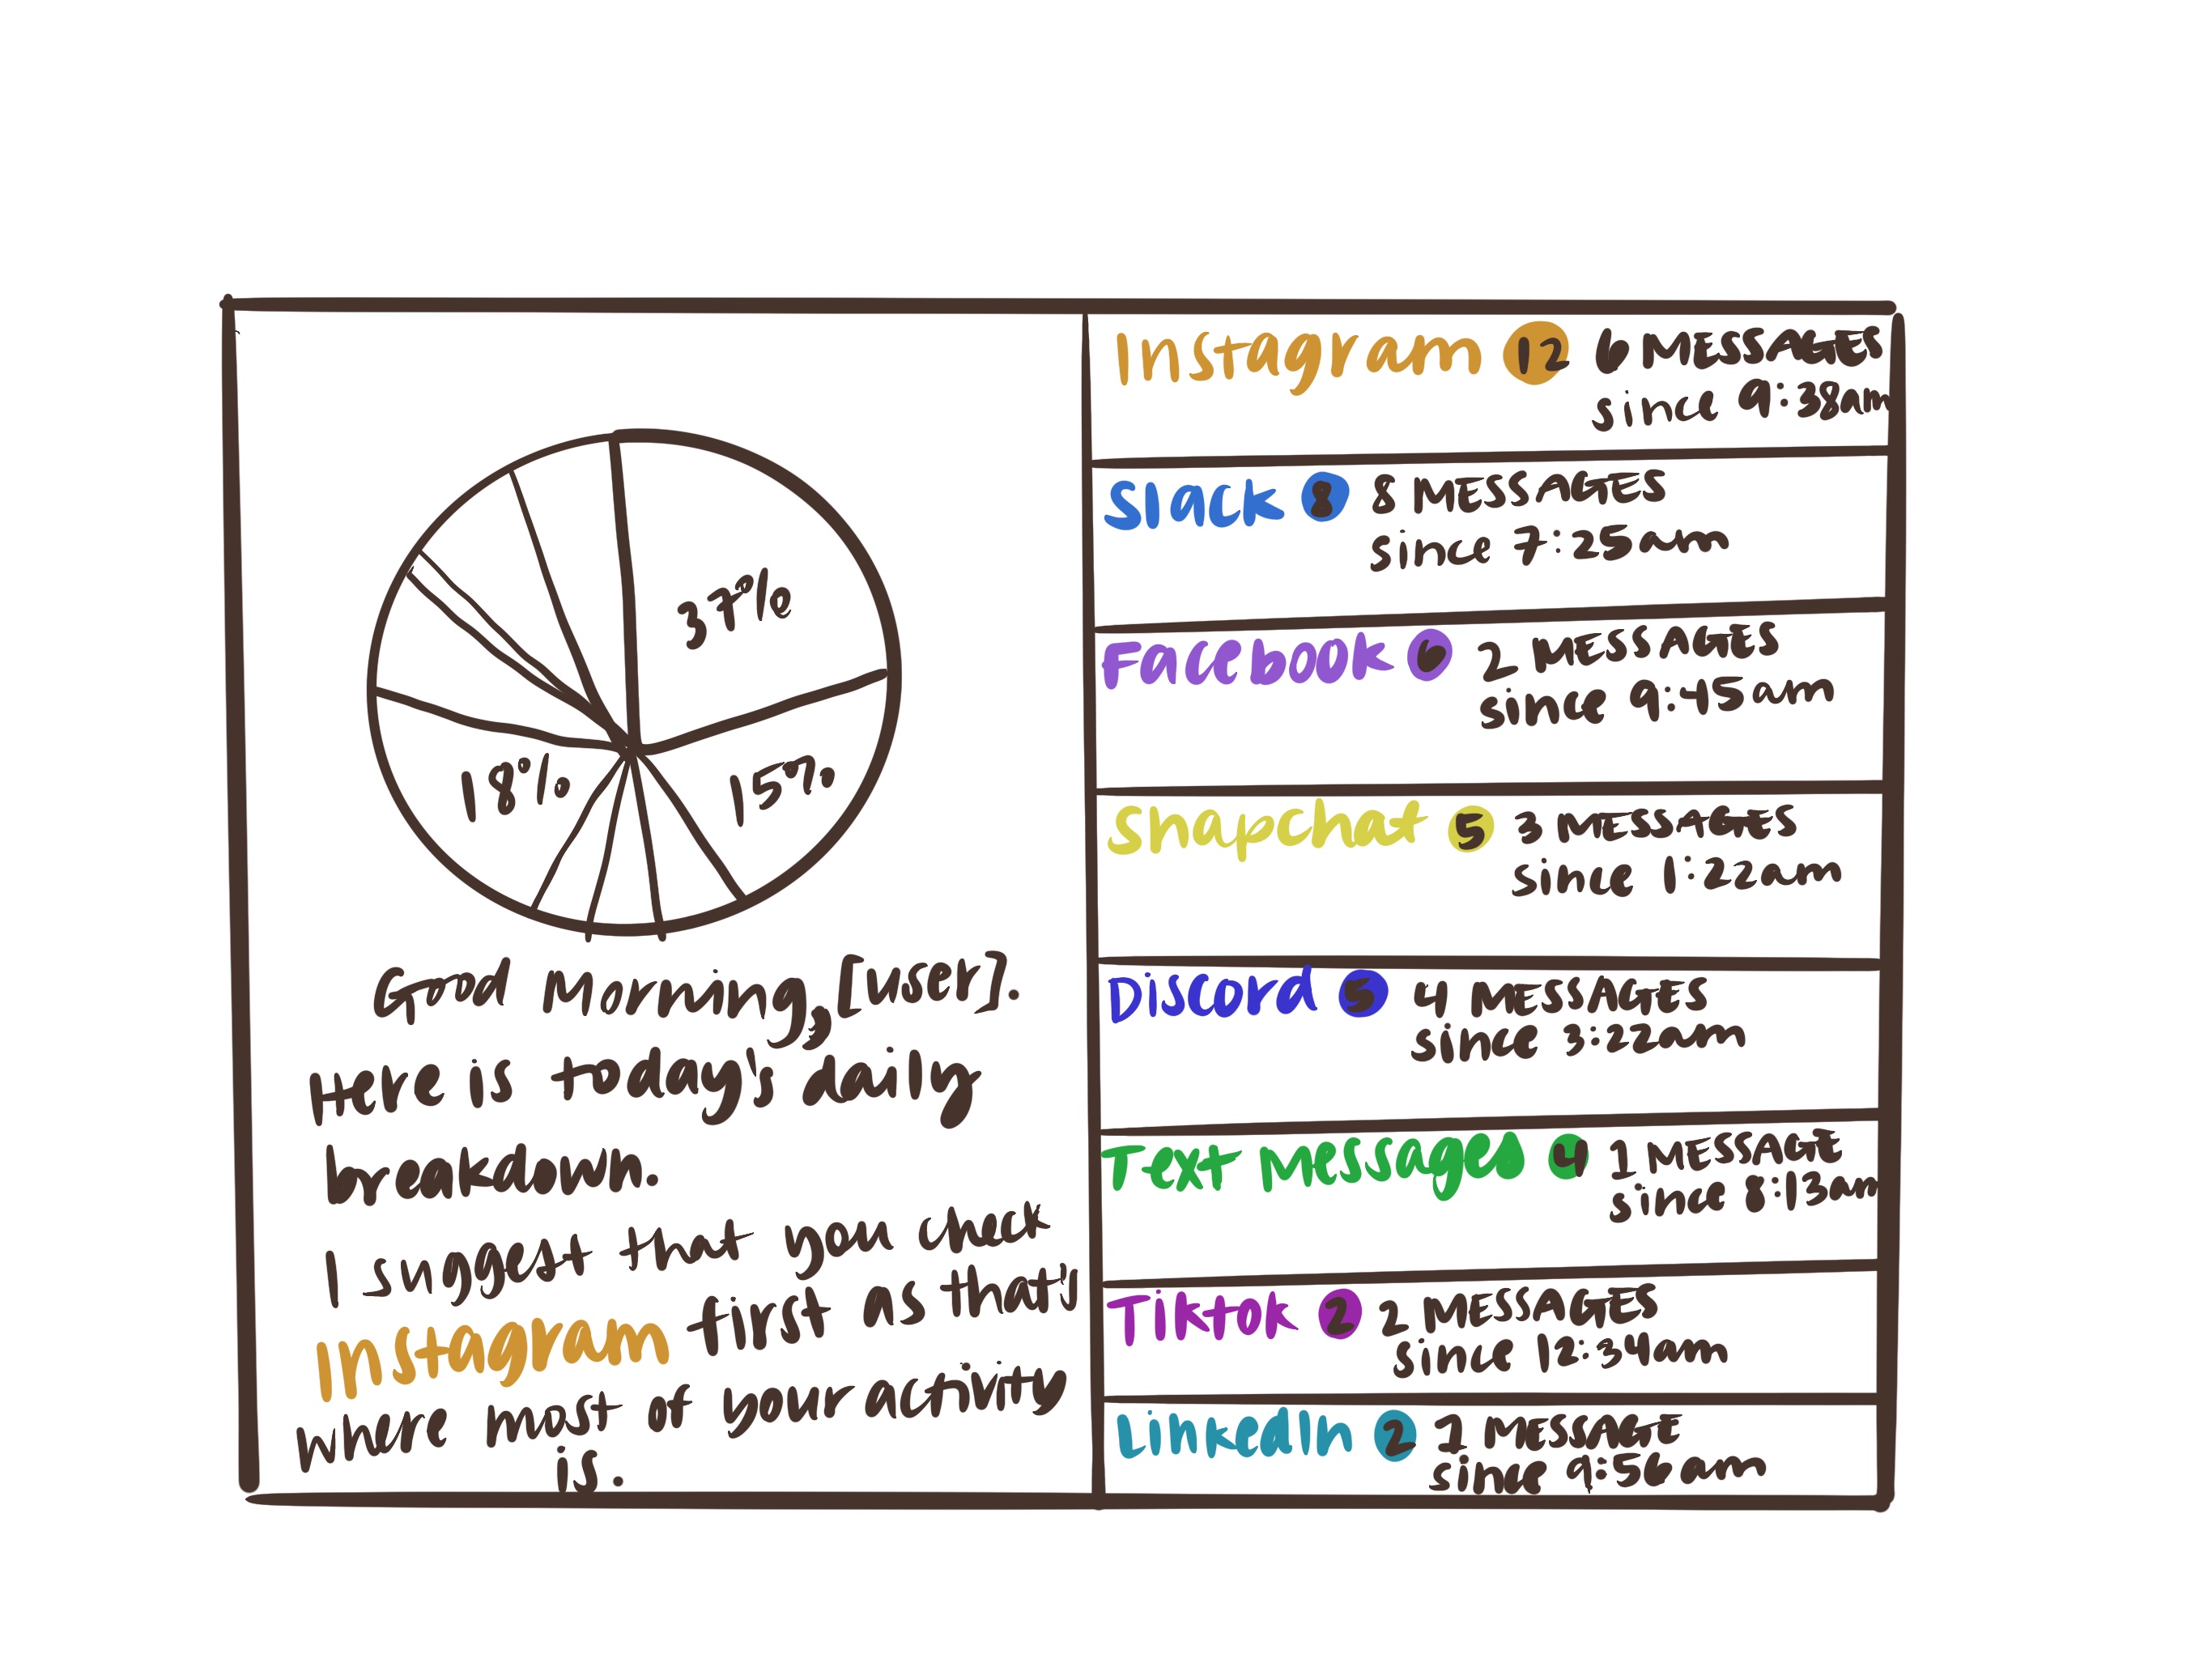 37%
15%
18%
Good Morning, [user].
Here is today's daily
breakdown.
I suggest that you check
Instagram first as that's
where most of your activity
is.
Instagram 12 6 MESSAGES
since 9:38am
Slack 8 8 MESSAGES
since 7:25am
Facebook 6 2 MESSAGES
since 9:45am
Snapchat 5 3 MESSAGES
since 1:22am
Discord 5 4 MESSAGES
since 3:22am
Text Messages 4 1 MESSAGE
since 8:13am
Tiktok 2 2 MESSAGES
since 12:34am
LinkedIn 2 1 MESSAGE
since 9:56am